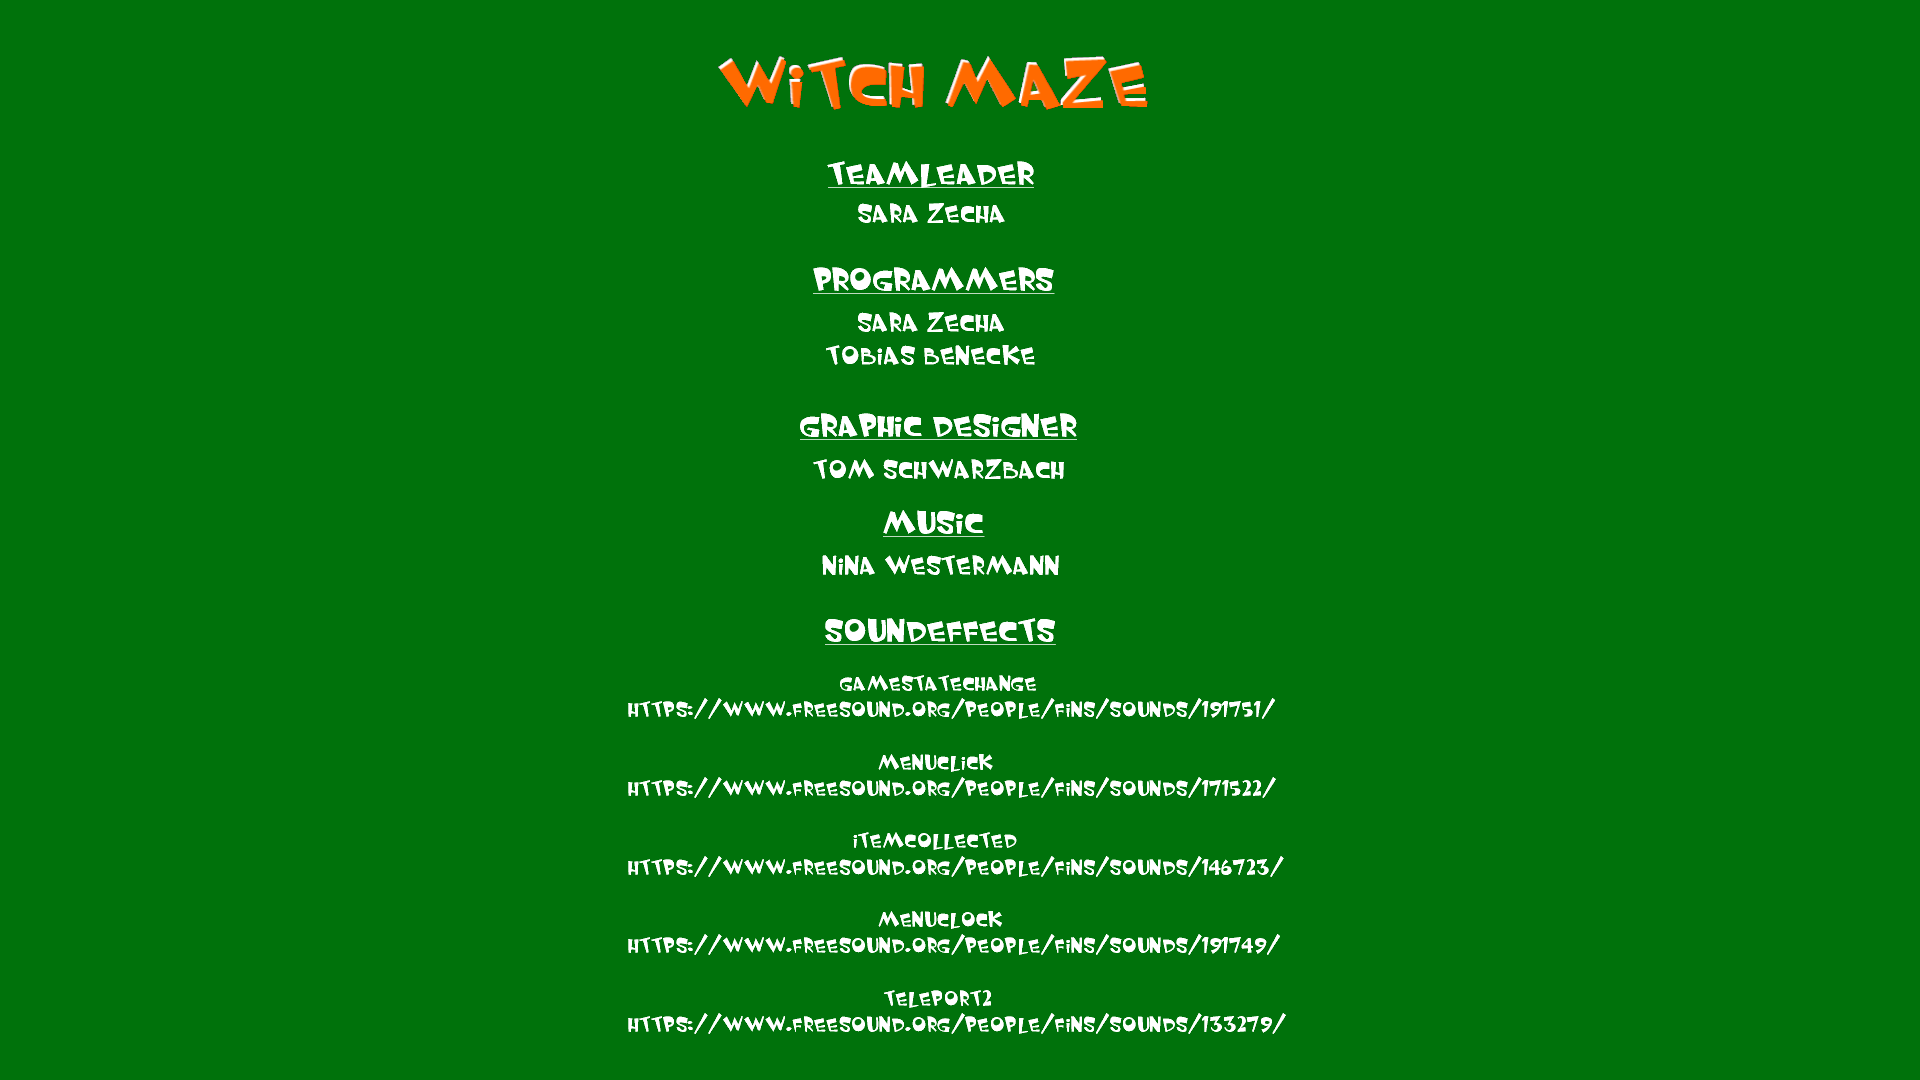 WiTCH MAZE
TEAMLEADER
SARA ZECHA
PROGRAMMERS
SARA ZECHA
TOBiAS BENECKE
GRAPHiC DESiGNER
TOM SCHWARZBACH
MUSiC
NiNA WESTERMANN
SOUNDEFFECTS
GAMESTATECHANGE
HTTPS://WWW.FREESOUND.ORG/PEOPLE/FiNS/SOUNDS/191751/
MENUCLiCK
HTTPS://WWW.FREESOUND.ORG/PEOPLE/FiNS/SOUNDS/171522/
iTEMCOLLECTED
HTTPS://WWW.FREESOUND.ORG/PEOPLE/FiNS/SOUNDS/146723/
MENUCLOCK
HTTPS://WWW.FREESOUND.ORG/PEOPLE/FiNS/SOUNDS/191749/
TELEPORT2
HTTPS://WWW.FREESOUND.ORG/PEOPLE/FiNS/SOUNDS/133279/